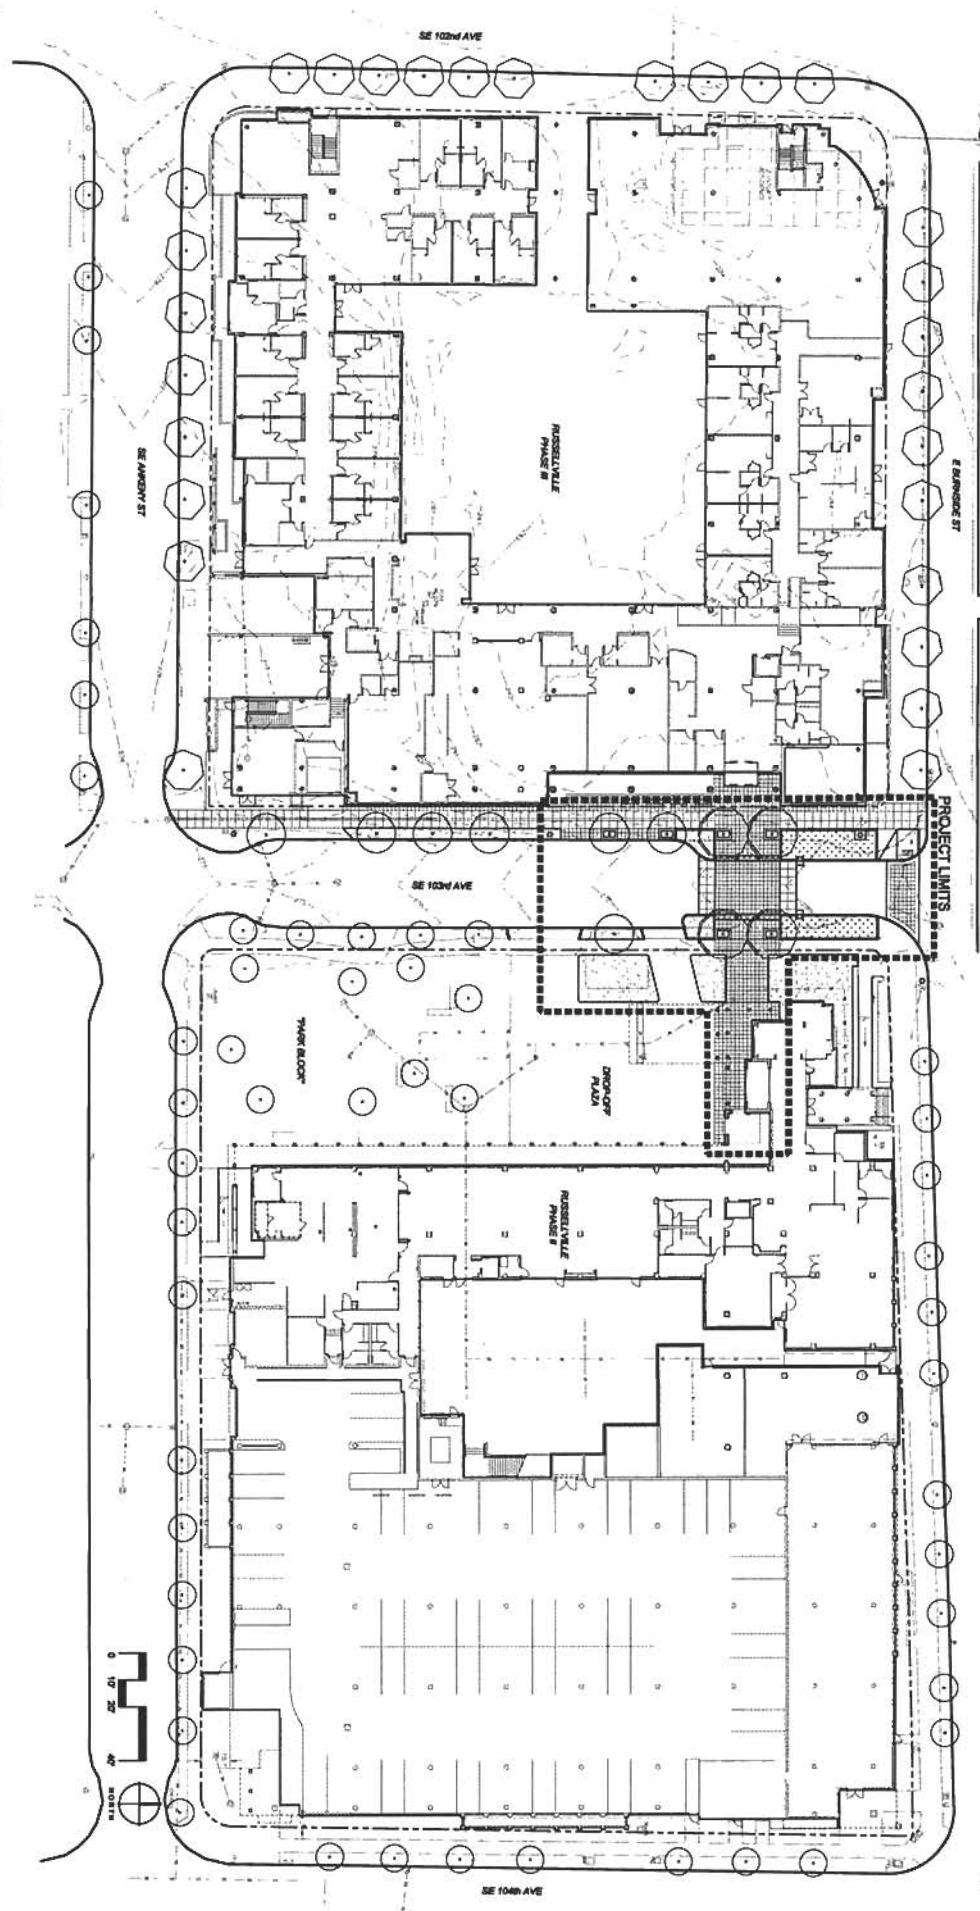 SE 102nd AVE
SE ANKENY ST
RUSSELLVILLE
PHASE III
E BURNSIDE ST
PROJECT LIMITS
SE 103rd AVE
"PARK BLOCK"
DROP-OFF
PLAZA
RUSSELLVILLE
PHASE II
0 10' 20' 40'
NORTH
SE 104th AVE